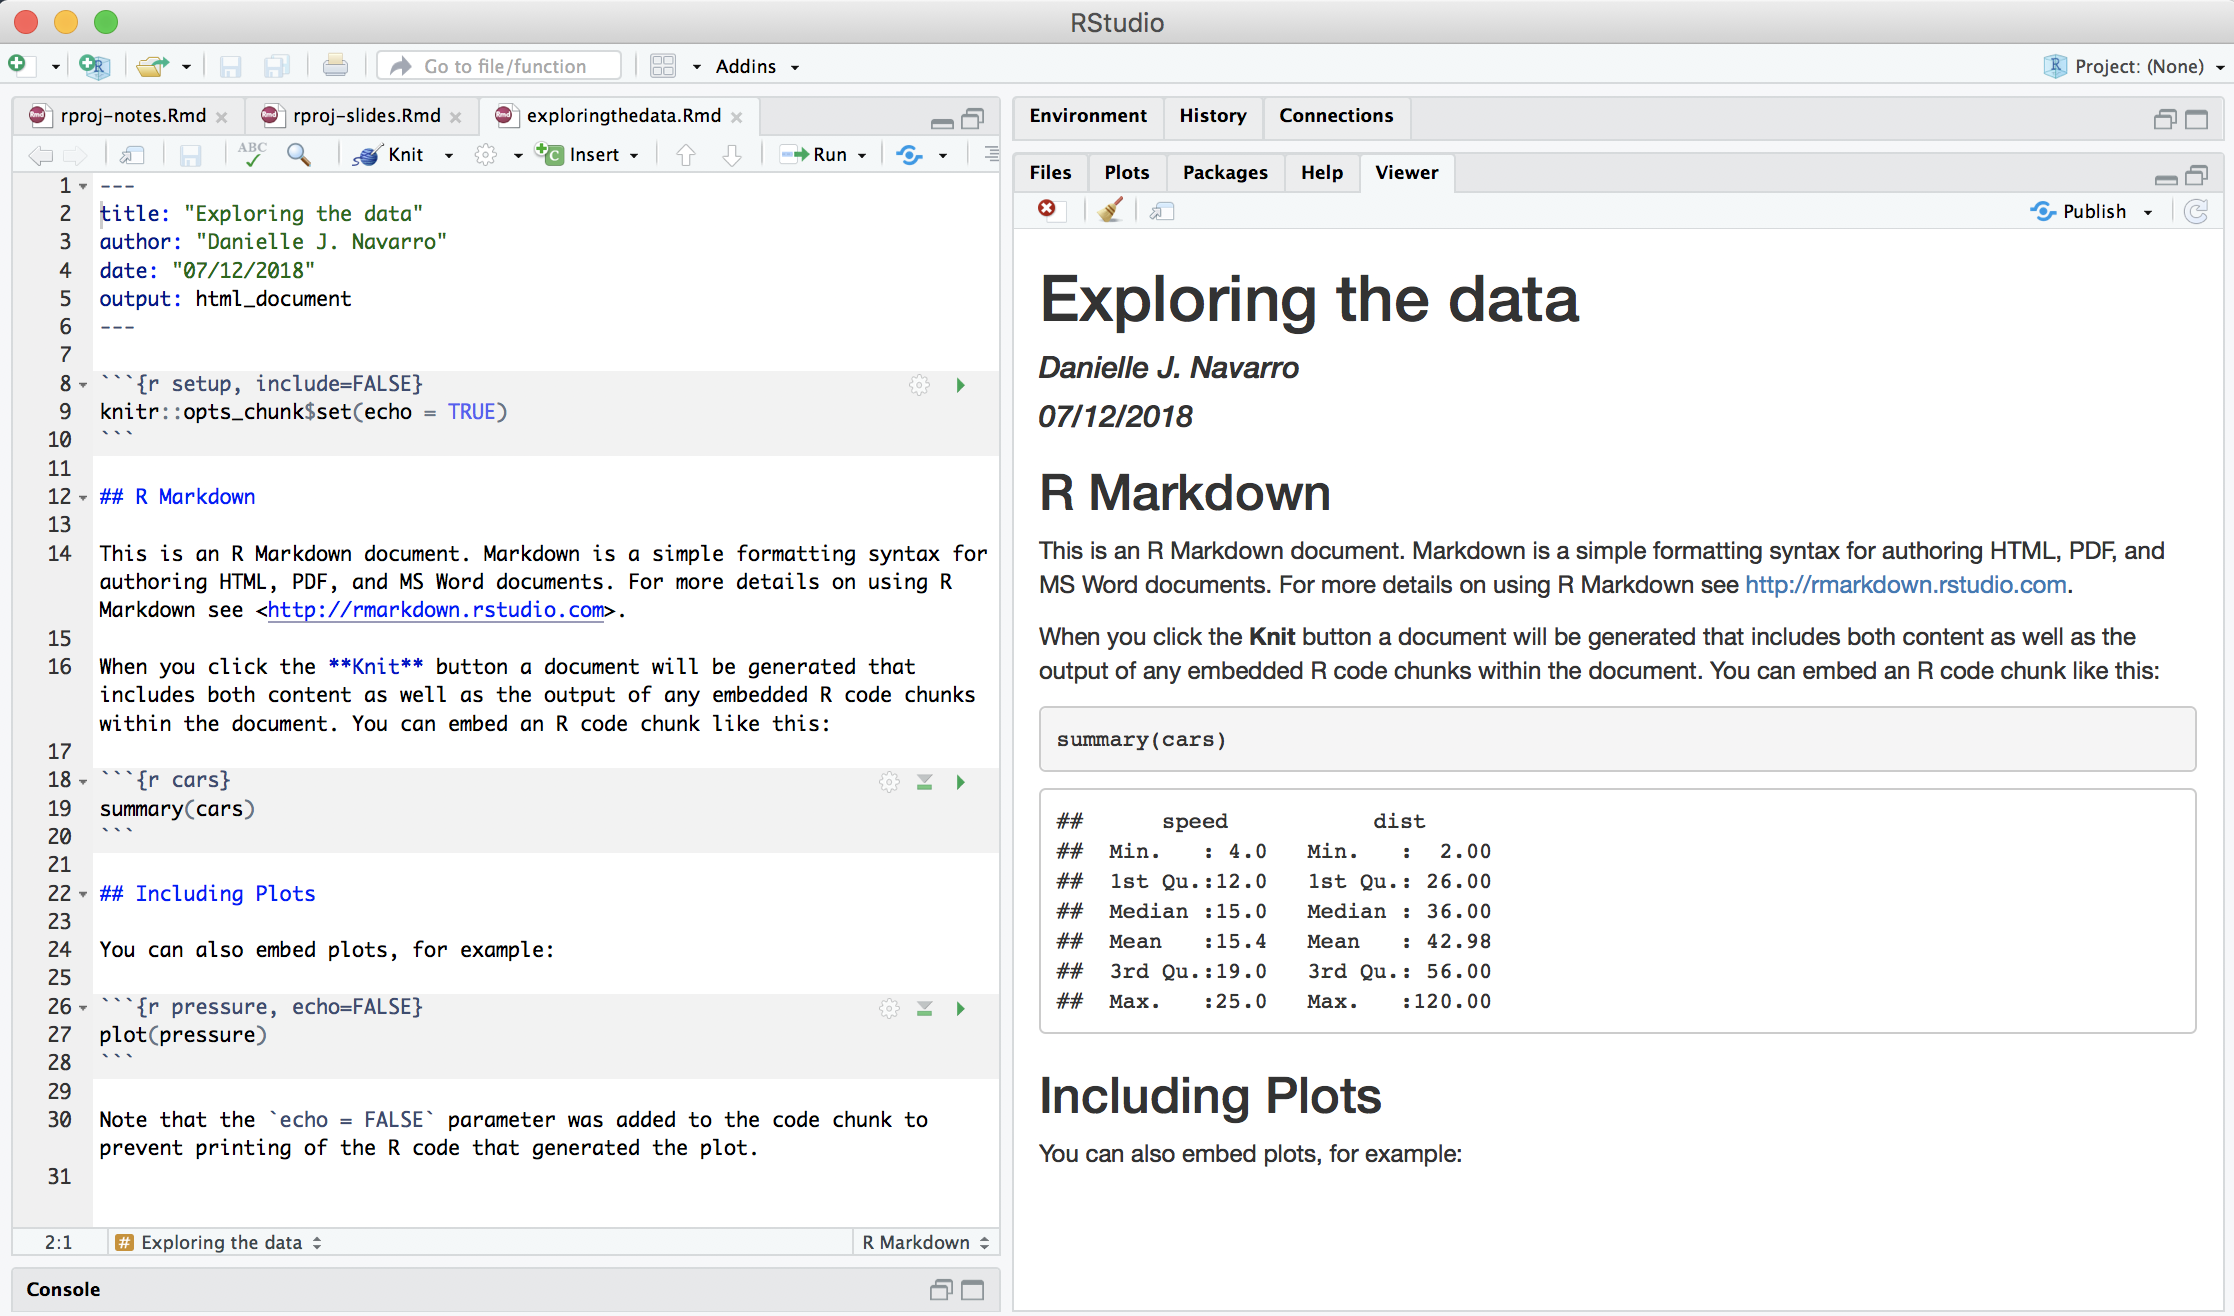 RStudio
Go to file/function
Addins
Project: (None)
rproj-notes.Rmd
rproj-slides.Rmd
exploringthedata.Rmd
ABC
Knit
Insert
Run
1 ---
2 title: "Exploring the data"
3 author: "Danielle J. Navarro"
4 date: "07/12/2018"
5 output: html_document
6 ---
7
8 ```{r setup, include=FALSE}
9 knitr::opts_chunk$set(echo = TRUE)
10 ```
11
12 ## R Markdown
13
14 This is an R Markdown document. Markdown is a simple formatting syntax for
authoring HTML, PDF, and MS Word documents. For more details on using R
Markdown see <http://rmarkdown.rstudio.com>.
15
16 When you click the **Knit** button a document will be generated that
includes both content as well as the output of any embedded R code chunks
within the document. You can embed an R code chunk like this:
17
18 ```{r cars}
19 summary(cars)
20 ```
21
22 ## Including Plots
23
24 You can also embed plots, for example:
25
26 ```{r pressure, echo=FALSE}
27 plot(pressure)
28 ```
29
30 Note that the `echo = FALSE` parameter was added to the code chunk to
prevent printing of the R code that generated the plot.
31
2:1
# Exploring the data
R Markdown
Console
Environment
History
Connections
Files
Plots
Packages
Help
Viewer
Publish
Exploring the data
Danielle J. Navarro
07/12/2018
R Markdown
This is an R Markdown document. Markdown is a simple formatting syntax for authoring HTML, PDF, and
MS Word documents. For more details on using R Markdown see http://rmarkdown.rstudio.com.
When you click the Knit button a document will be generated that includes both content as well as the
output of any embedded R code chunks within the document. You can embed an R code chunk like this:
summary(cars)
##      speed           dist
##  Min.   : 4.0   Min.   :  2.00
##  1st Qu.:12.0   1st Qu.: 26.00
##  Median :15.0   Median : 36.00
##  Mean   :15.4   Mean   : 42.98
##  3rd Qu.:19.0   3rd Qu.: 56.00
##  Max.   :25.0   Max.   :120.00
Including Plots
You can also embed plots, for example: